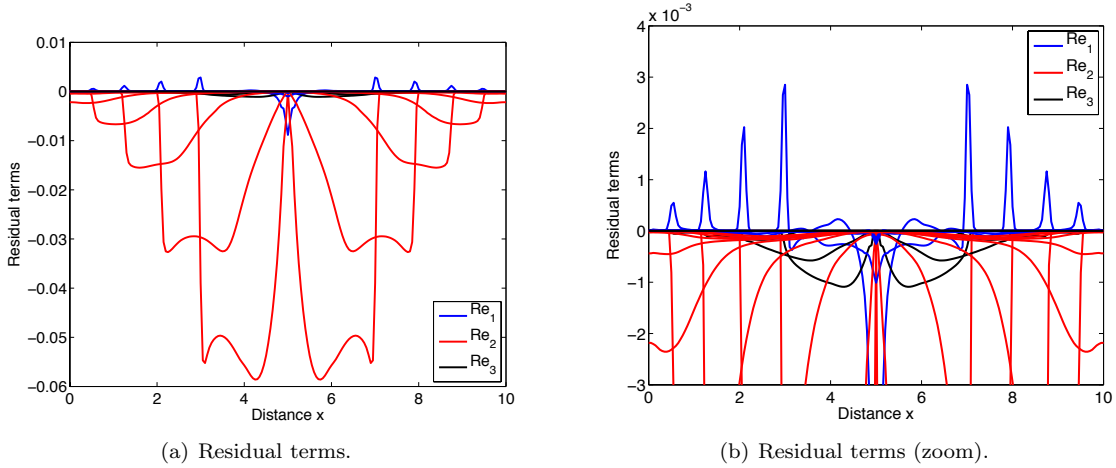 0.01
0
−0.01
−0.02
−0.03
−0.04
−0.05
−0.06
Residual terms
0 2 4 6 8 10
Distance x
Re1
Re2
Re3
(a) Residual terms.
x 10−3
4
3
2
1
0
−1
−2
−3
Residual terms
0 2 4 6 8 10
Distance x
Re1
Re2
Re3
(b) Residual terms (zoom).